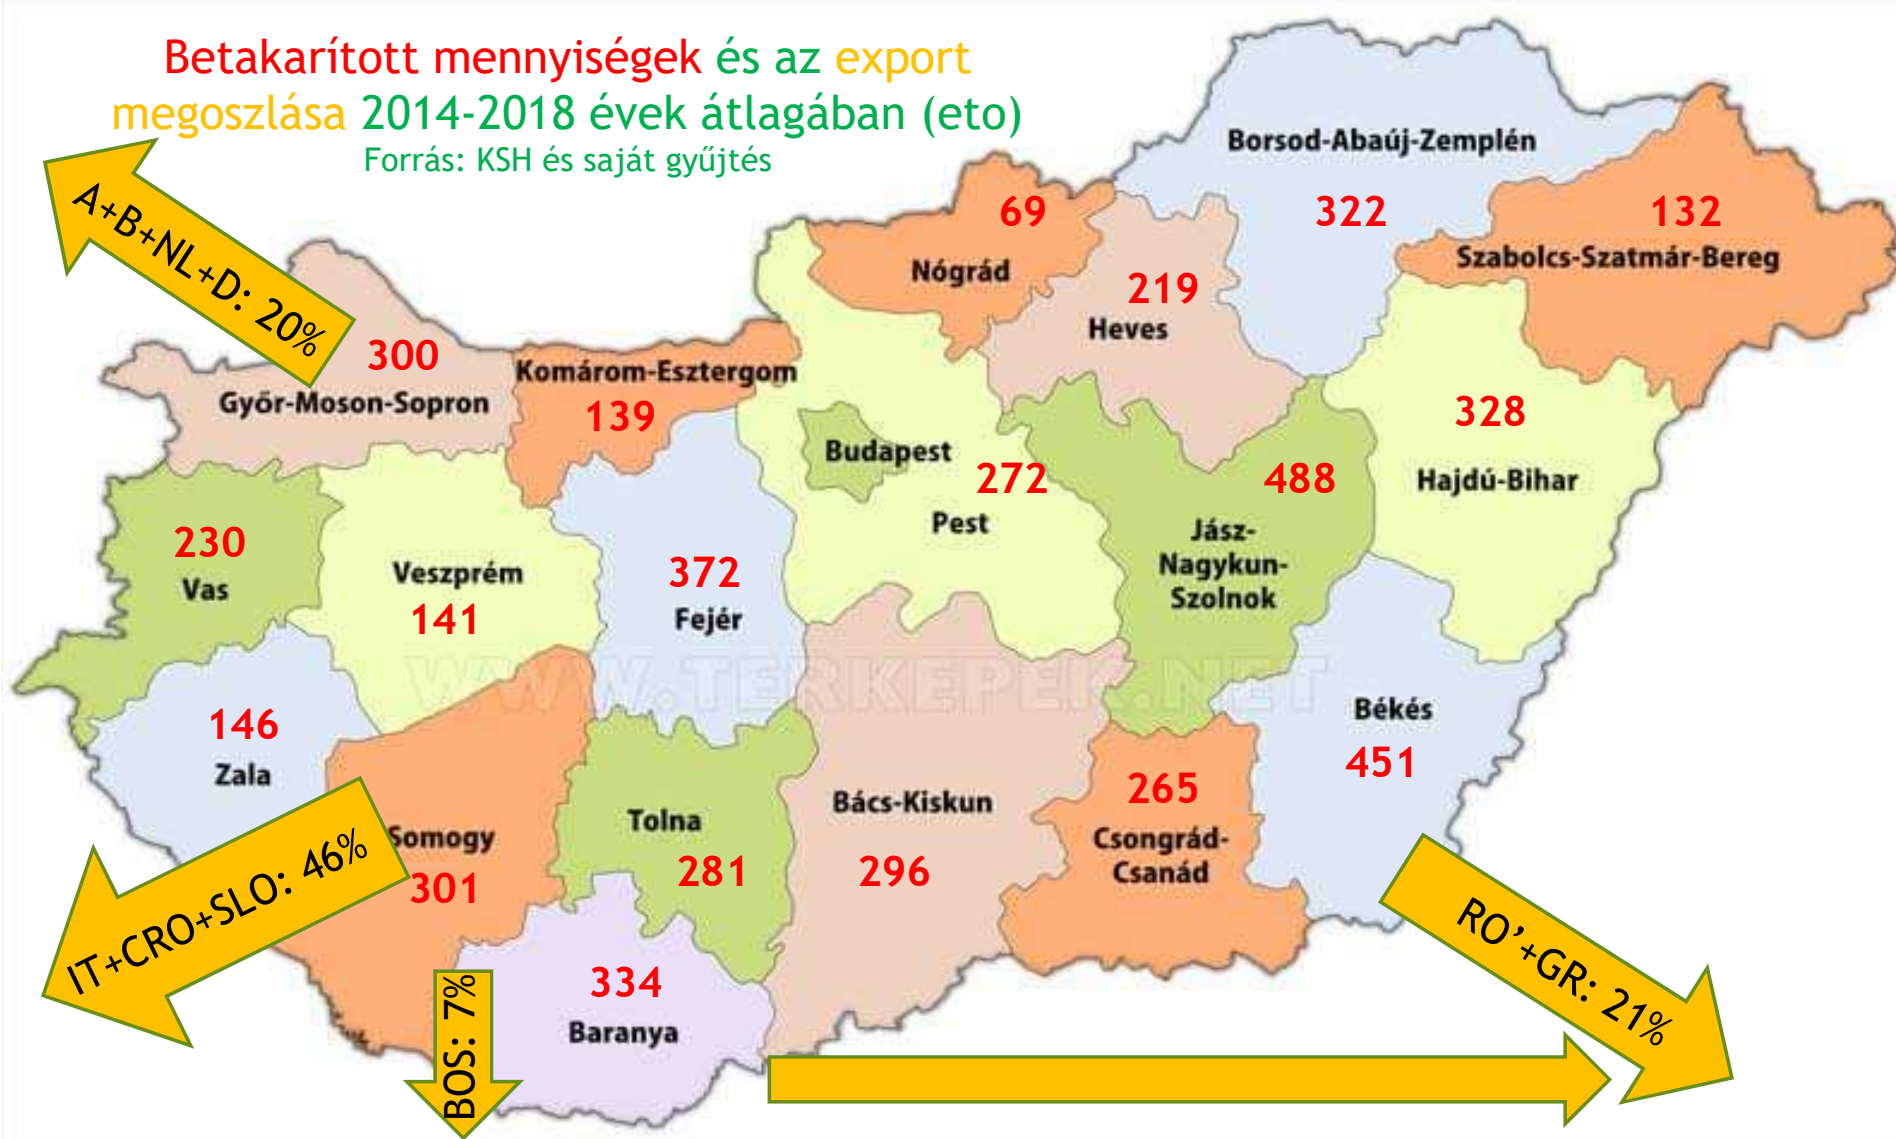 Betakarított mennyiségek és az export
megoszlása 2014-2018 évek átlagában (eto)
Forrás: KSH és saját gyűjtés
A+B+NL+D: 20%
Borsod-Abaúj-Zemplén
322
132
Szabolcs-Szatmár-Bereg
69
Nógrád
219
Heves
300
Győr-Moson-Sopron
Komárom-Esztergom
139
328
Hajdú-Bihar
Budapest
272
Pest
488
Jász-
Nagykun-
Szolnok
230
Vas
Veszprém
141
372
Fejér
WWW.TERKEPEK.NET
146
Zala
Békés
451
Somogy
301
Tolna
281
Bács-Kiskun
296
265
Csongrád-
Csanád
IT+CRO+SLO: 46%
BOS: 7%
334
Baranya
RO’+GR: 21%